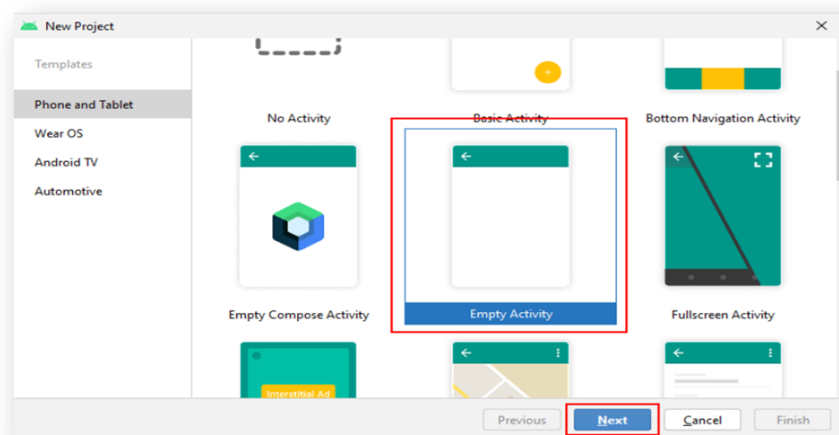 New Project
Templates
Phone and Tablet
Wear OS
Android TV
Automotive
No Activity
Basic Activity
Bottom Navigation Activity
Empty Compose Activity
Empty Activity
Fullscreen Activity
Interstitial Ad
Previous
Next
Cancel
Finish